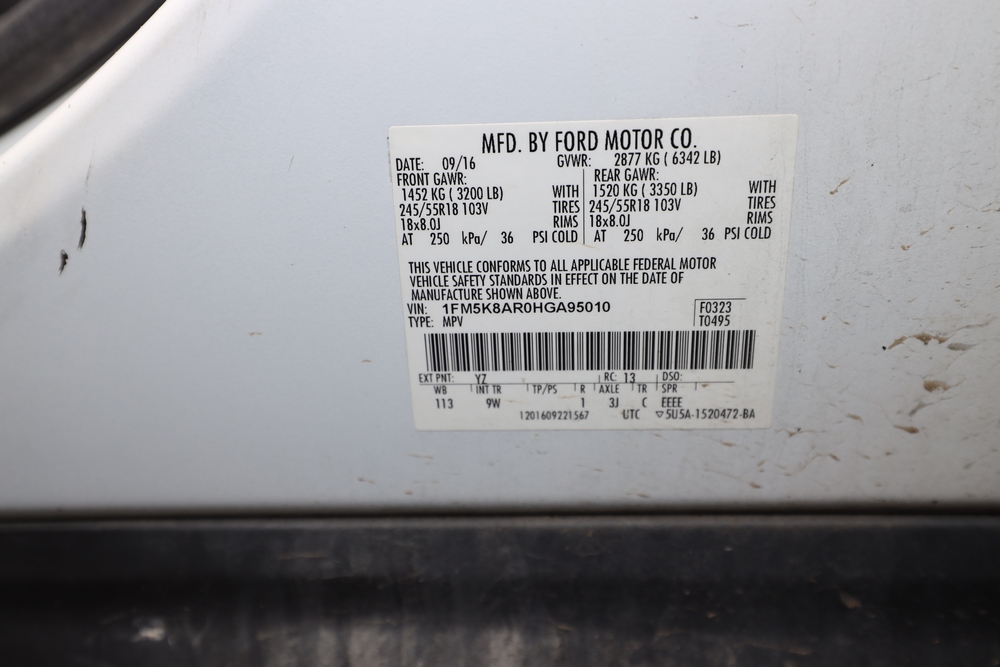 MFD. BY FORD MOTOR CO.
DATE: 09/16 GVWR: 2877 KG ( 6342 LB)
FRONT GAWR: REAR GAWR:
1452 KG ( 3200 LB) WITH 1520 KG ( 3350 LB) WITH
245/55R18 103V TIRES 245/55R18 103V TIRES
18x8.0J RIMS 18x8.0J RIMS
AT 250 kPa/ 36 PSI COLD AT 250 kPa/ 36 PSI COLD
THIS VEHICLE CONFORMS TO ALL APPLICABLE FEDERAL MOTOR
VEHICLE SAFETY STANDARDS IN EFFECT ON THE DATE OF
MANUFACTURE SHOWN ABOVE.
VIN: 1FM5K8AR0HGA95010 F0323
TYPE: MPV T0495
EXT PNT: YZ RC: 13 DSO:
WB INT TR TP/PS R AXLE TR SPR
113 9W 1 3J C EEEE
1201609221567 UTC ▽5U5A-1520472-BA